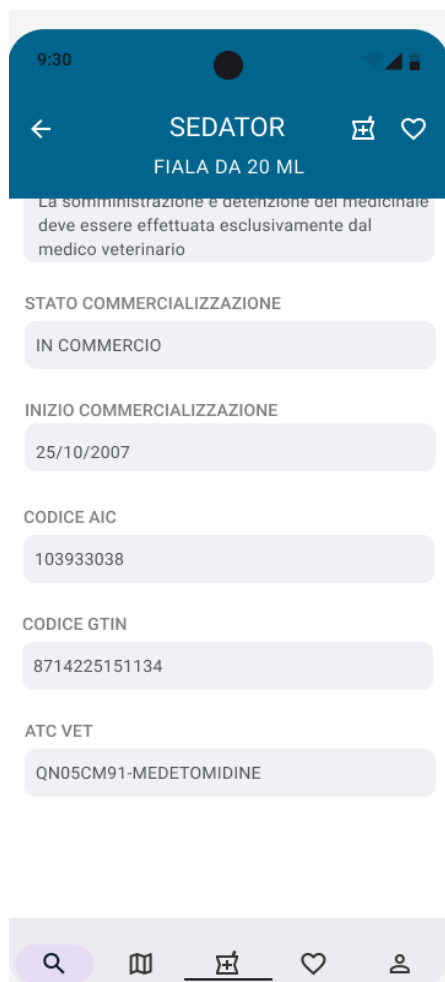 9:30
SEDATOR
FIALA DA 20 ML
La somministrazione e detenzione del medicinale
deve essere effettuata esclusivamente dal
medico veterinario
STATO COMMERCIALIZZAZIONE
IN COMMERCIO
INIZIO COMMERCIALIZZAZIONE
25/10/2007
CODICE AIC
103933038
CODICE GTIN
8714225151134
ATC VET
QN05CM91-MEDETOMIDINE